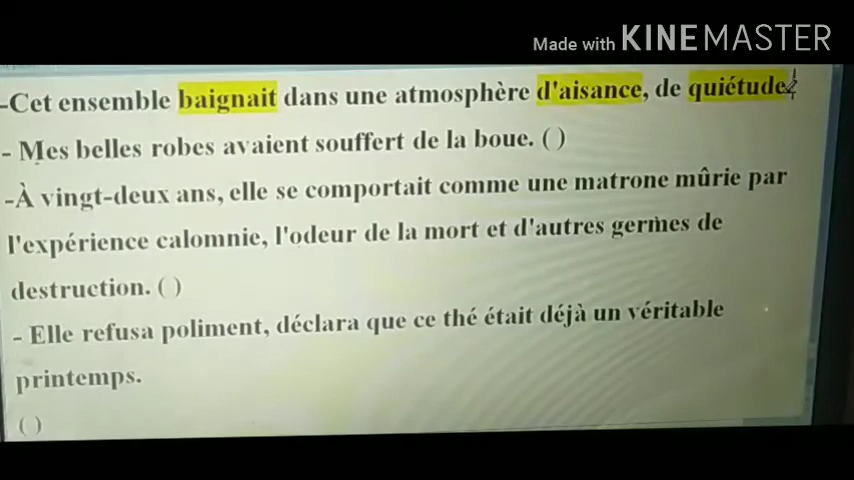 Made with KINEMASTER
-Cet ensemble baignait dans une atmosphère d'aisance, de quiétude
- Mes belles robes avaient souffert de la boue. ( )
-À vingt-deux ans, elle se comportait comme une matrone mûrie par
l'expérience calomnie, l'odeur de la mort et d'autres germes de
destruction. ( )
- Elle refusa poliment, déclara que ce thé était déjà un véritable
printemps.
( )